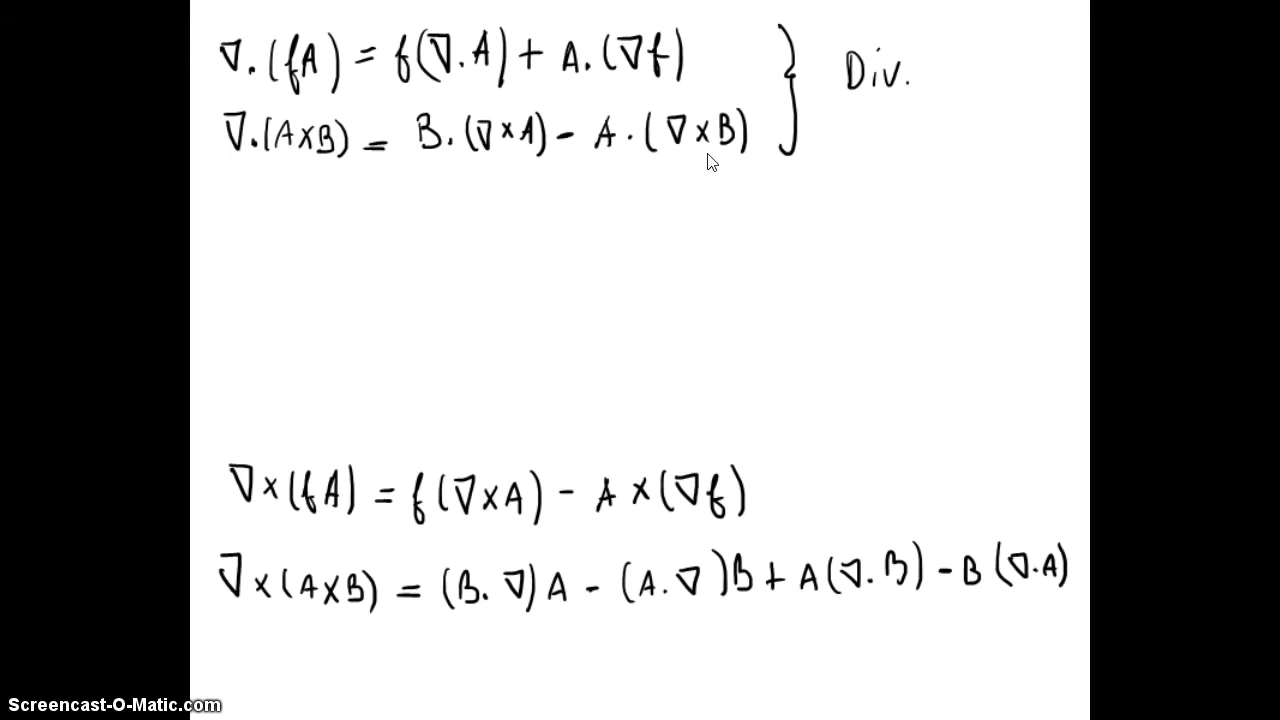 ∇.(fA) = f(∇.A) + A.(∇f) } Div.
∇.(A×B) = B.(∇×A) - A.(∇×B)
∇×(fA) = f(∇×A) - A×(∇f)
∇×(A×B) = (B.∇)A - (A.∇)B + A(∇.B) - B(∇.A)
Screencast-O-Matic.com